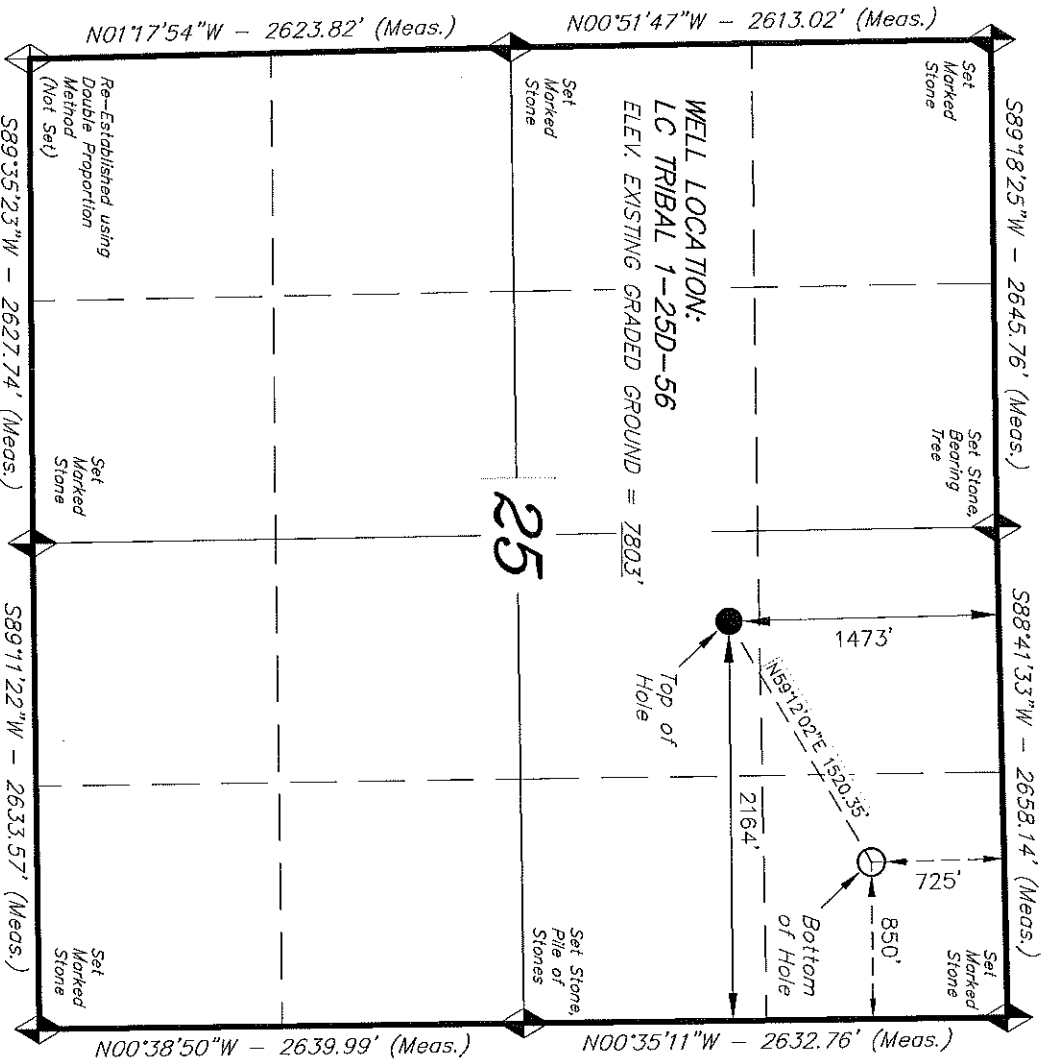 N01°17'54"W - 2623.82' (Meas.)
N00°51'47"W - 2613.02' (Meas.)
S89°18'25"W - 2645.76' (Meas.)
S88°41'33"W - 2658.14' (Meas.)
Set
Marked
Stone
Set Stone,
Bearing
Tree
Set
Marked
Stone
Set
Marked
Stone
WELL LOCATION:
LC TRIBAL 1-25D-56
ELEV. EXISTING GRADED GROUND = 7803'
1473'
Top of
Hole
N59°12'02"E 1520.35'
2164'
725'
850'
Bottom
of Hole
25
Set Stone,
Pile of
Stones
Re-Established using
Double Proportion
Method
(Not Set)
Set
Marked
Stone
Set
Marked
Stone
S89°35'23"W - 2627.74' (Meas.)
S89°11'22"W - 2633.57' (Meas.)
N00°38'50"W - 2639.99' (Meas.)
N00°35'11"W - 2632.76' (Meas.)